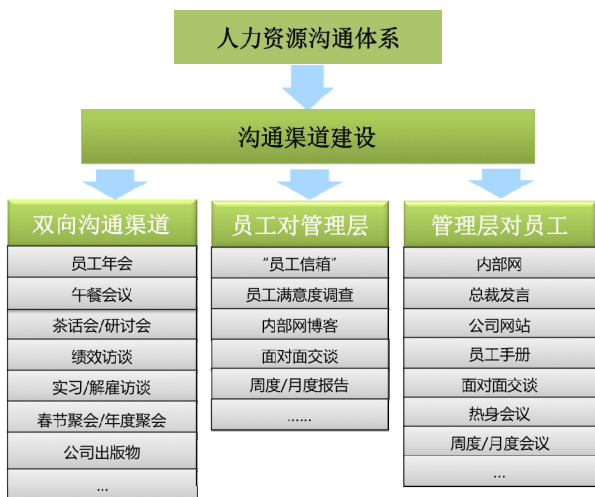 人力资源沟通体系
沟通渠道建设
双向沟通渠道
员工年会
午餐会议
茶话会/研讨会
绩效访谈
实习/解雇访谈
春节聚会/年度聚会
公司出版物
...
员工对管理层
"员工信箱"
员工满意度调查
内部网博客
面对面交谈
周度/月度报告
......
管理层对员工
内部网
总裁发言
公司网站
员工手册
面对面交谈
热身会议
周度/月度会议
...